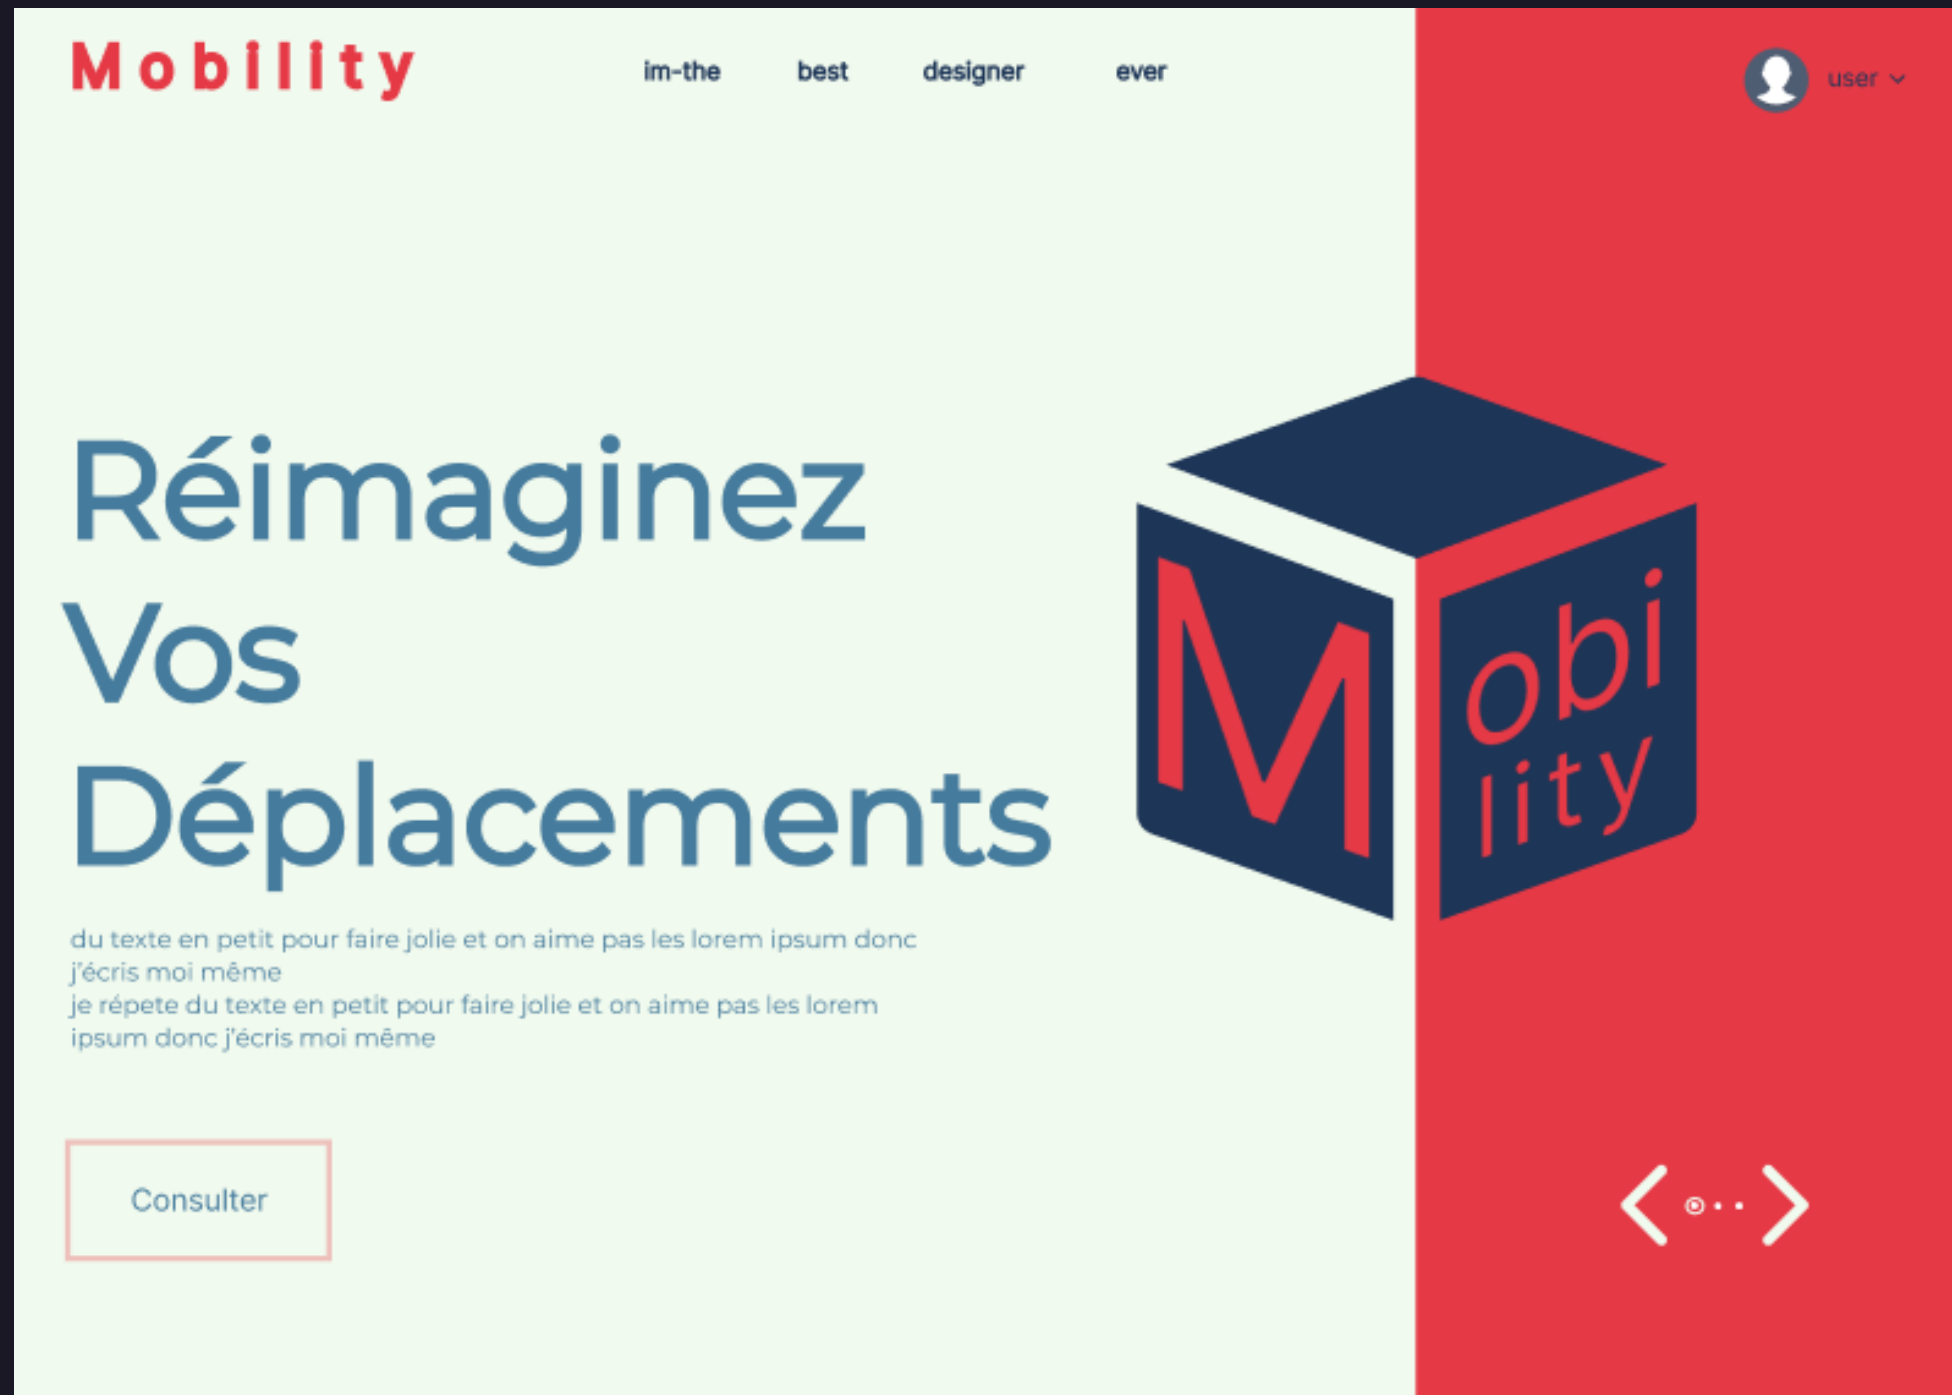 Mobility
im-the best designer ever
user
Réimaginez
Vos
Déplacements
M
obi
lity
du texte en petit pour faire jolie et on aime pas les lorem ipsum donc
j'écris moi même
je répete du texte en petit pour faire jolie et on aime pas les lorem
ipsum donc j'écris moi même
Consulter